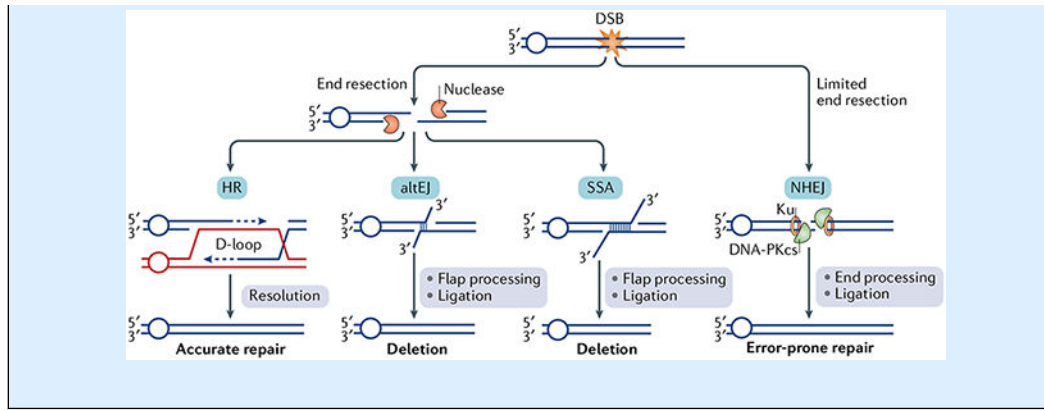 DSB
5′
3′
End resection
Nuclease
Limited
end resection
5′
3′
HR
altEJ
SSA
NHEJ
5′
3′
D-loop
5′
3′
3′
3′
5′
3′
3′
3′
5′
3′
Ku
DNA-PKcs
Resolution
• Flap processing
• Ligation
• Flap processing
• Ligation
• End processing
• Ligation
5′
3′
Accurate repair
5′
3′
Deletion
5′
3′
Deletion
5′
3′
Error-prone repair